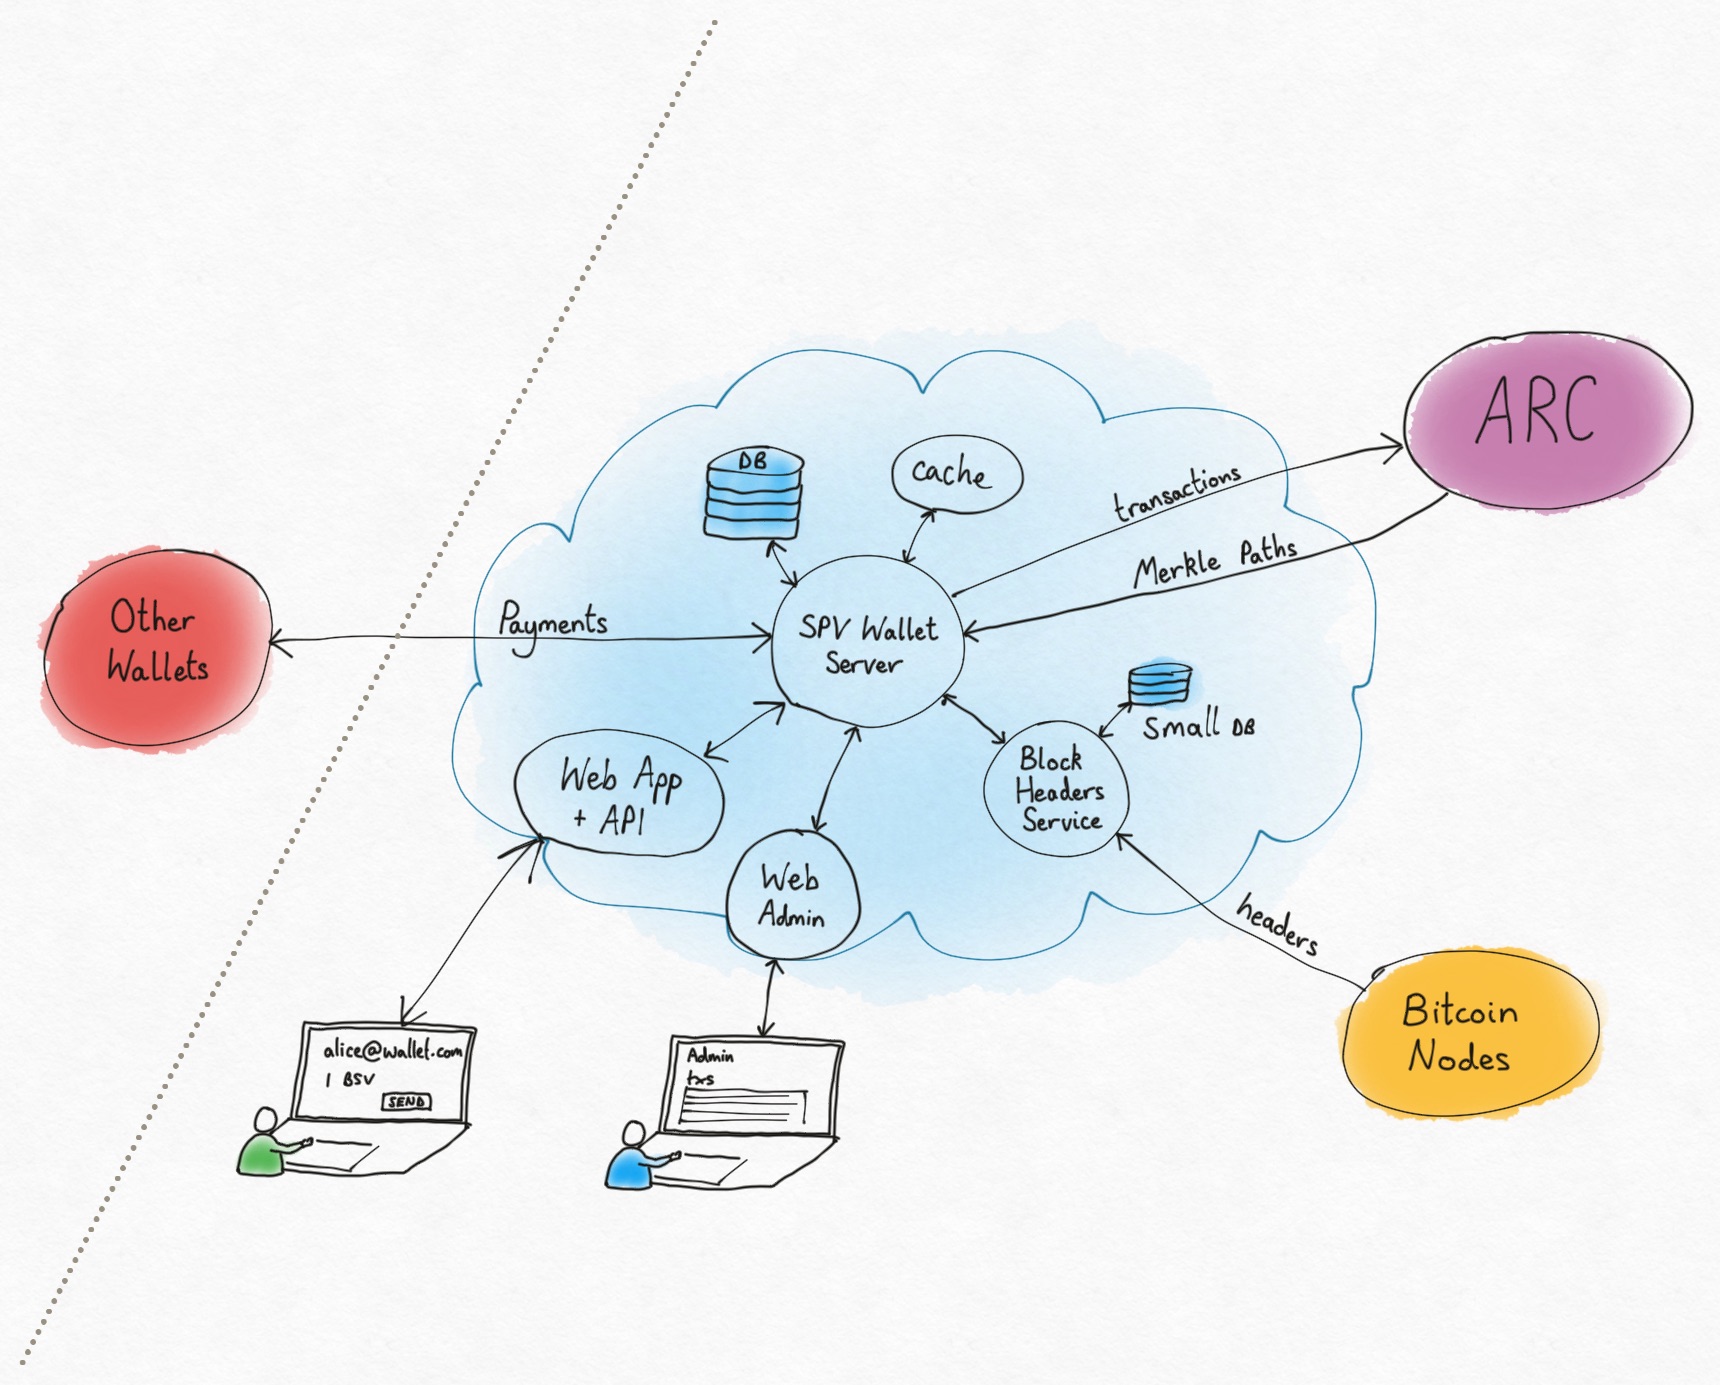 ARC
DB
cache
transactions
Merkle Paths
Other
Wallets
Payments
SPV Wallet
Server
Small DB
Block
Headers
Service
Web App
+ API
Web
Admin
headers
Bitcoin
Nodes
alice@wallet.com
1 BSV
SEND
Admin
txs